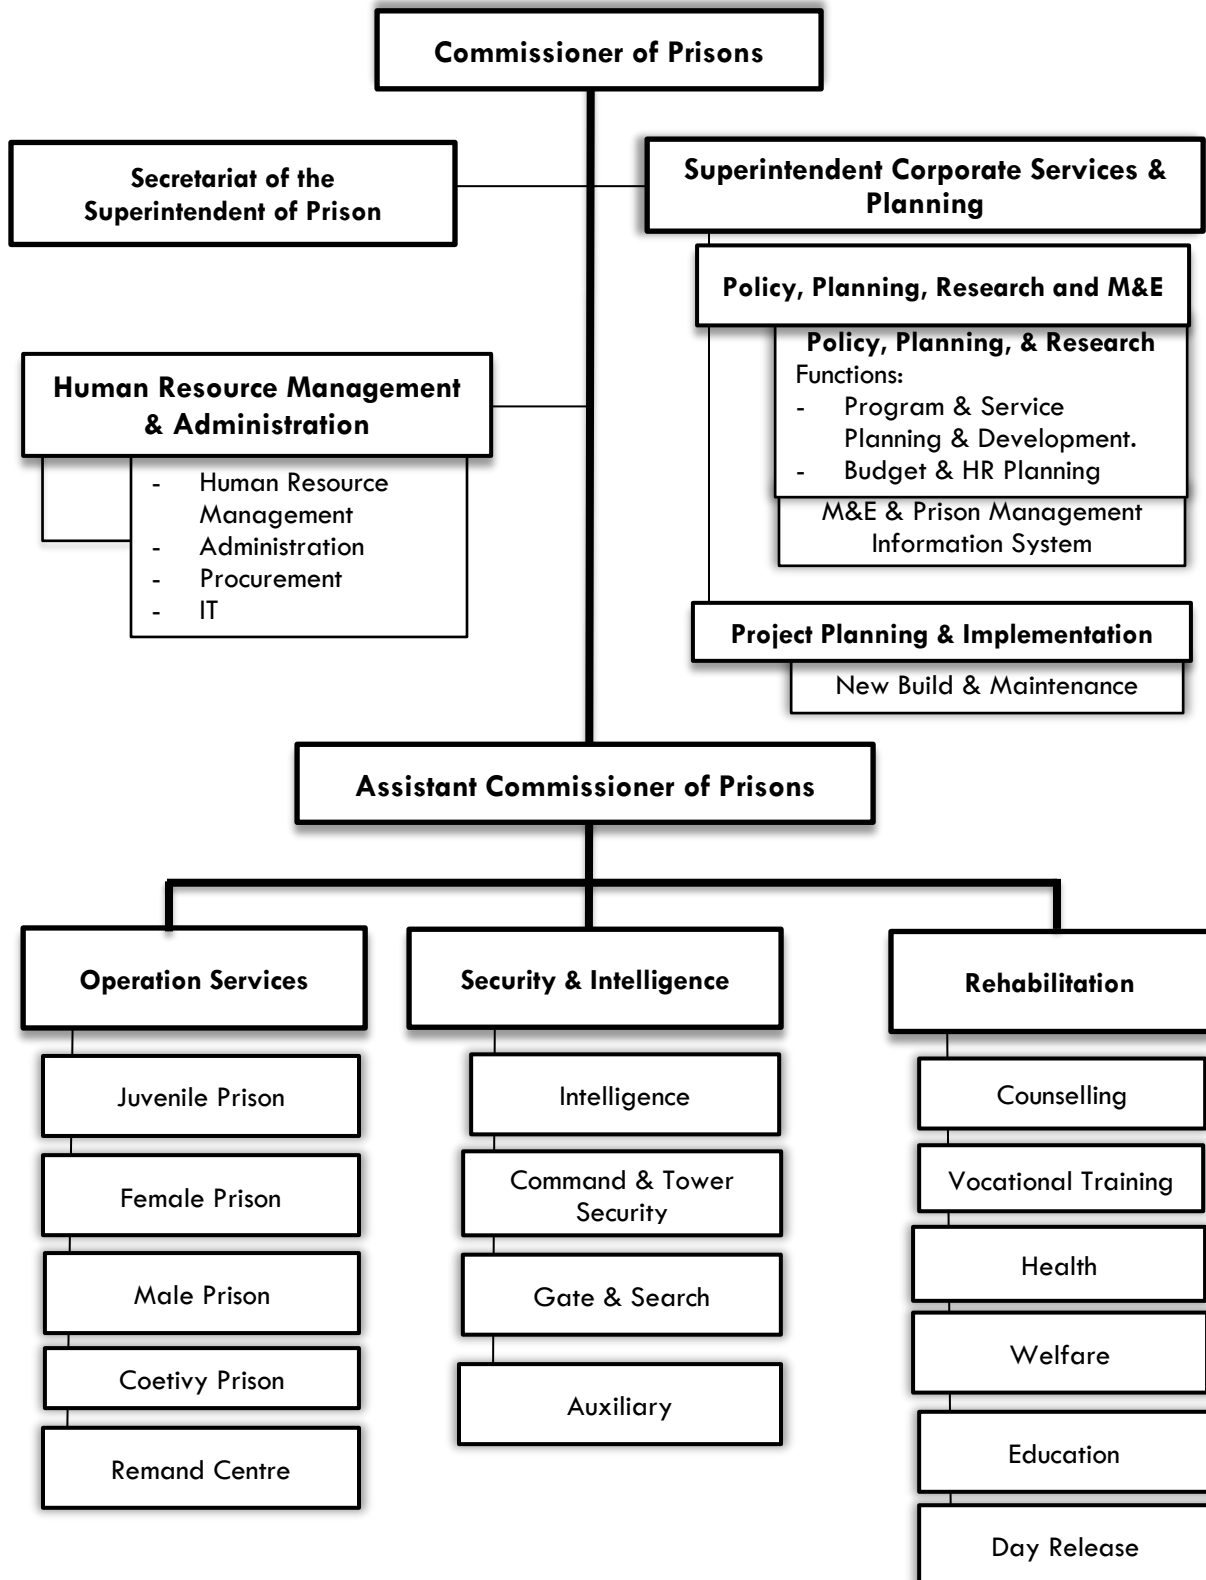 Commissioner of Prisons
Secretariat of the
Superintendent of Prison
Superintendent Corporate Services &
Planning
Policy, Planning, Research and M&E
Policy, Planning, & Research
Functions:
- Program & Service
Planning & Development.
- Budget & HR Planning
M&E & Prison Management
Information System
Human Resource Management
& Administration
- Human Resource
Management
- Administration
- Procurement
- IT
Project Planning & Implementation
New Build & Maintenance
Assistant Commissioner of Prisons
Operation Services
Juvenile Prison
Female Prison
Male Prison
Coetivy Prison
Remand Centre
Security & Intelligence
Intelligence
Command & Tower
Security
Gate & Search
Auxiliary
Rehabilitation
Counselling
Vocational Training
Health
Welfare
Education
Day Release